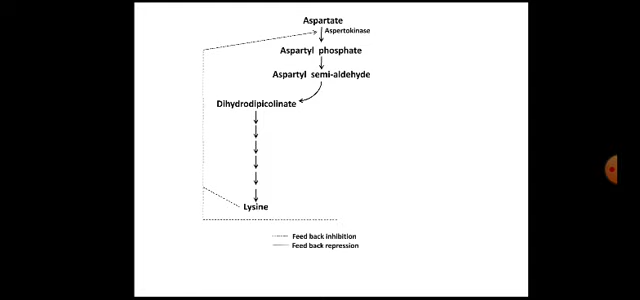 Aspartate
Aspertokinase
Aspartyl phosphate
Aspartyl semi-aldehyde
Dihydrodipicolinate
Lysine
Feed back inhibition
Feed back repression